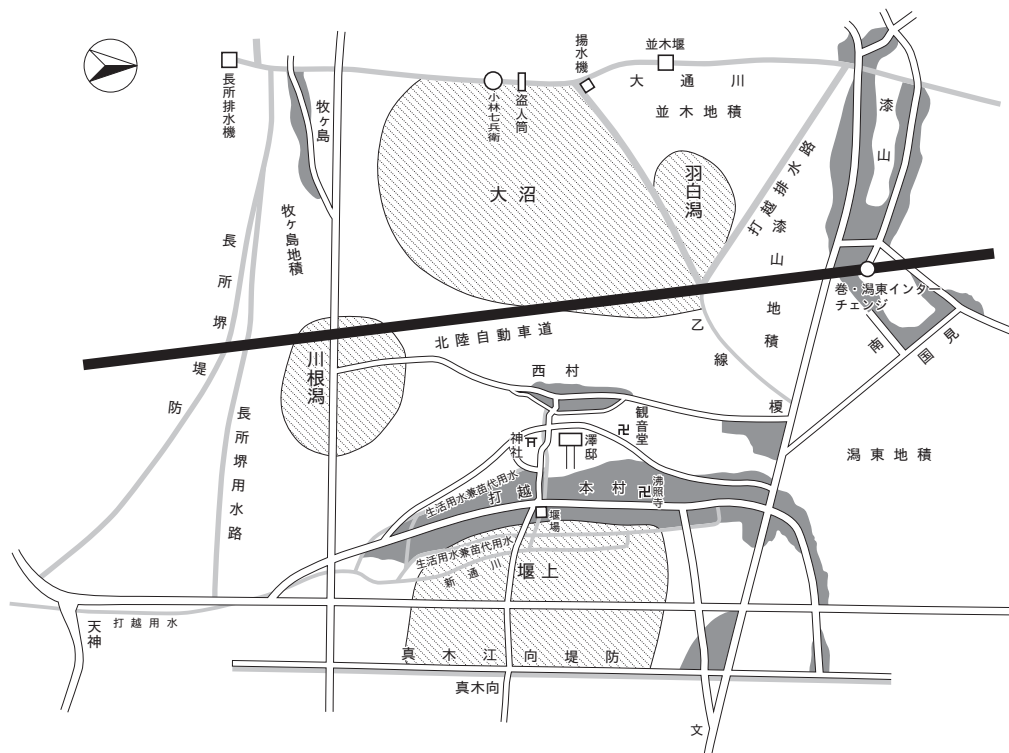 揚水機
並木堰
大通川
並木地積
長所排水機
牧ヶ島
小林七兵衛
盗人筒
漆山
羽白潟
大沼
打越排水路
牧ヶ島地積
漆山地積
長所堺堤防
巻・潟東インター
チェンジ
北陸自動車道
乙線
南
国見
川根潟
西村
榎
観音堂
神社
澤邸
潟東地積
長所堺用水路
生活用水兼苗代用水
打越
本村
沸照寺
堰場
生活用水兼苗代用水
新通川
堰上
天神
打越用水
真木江向堤防
真木向
文